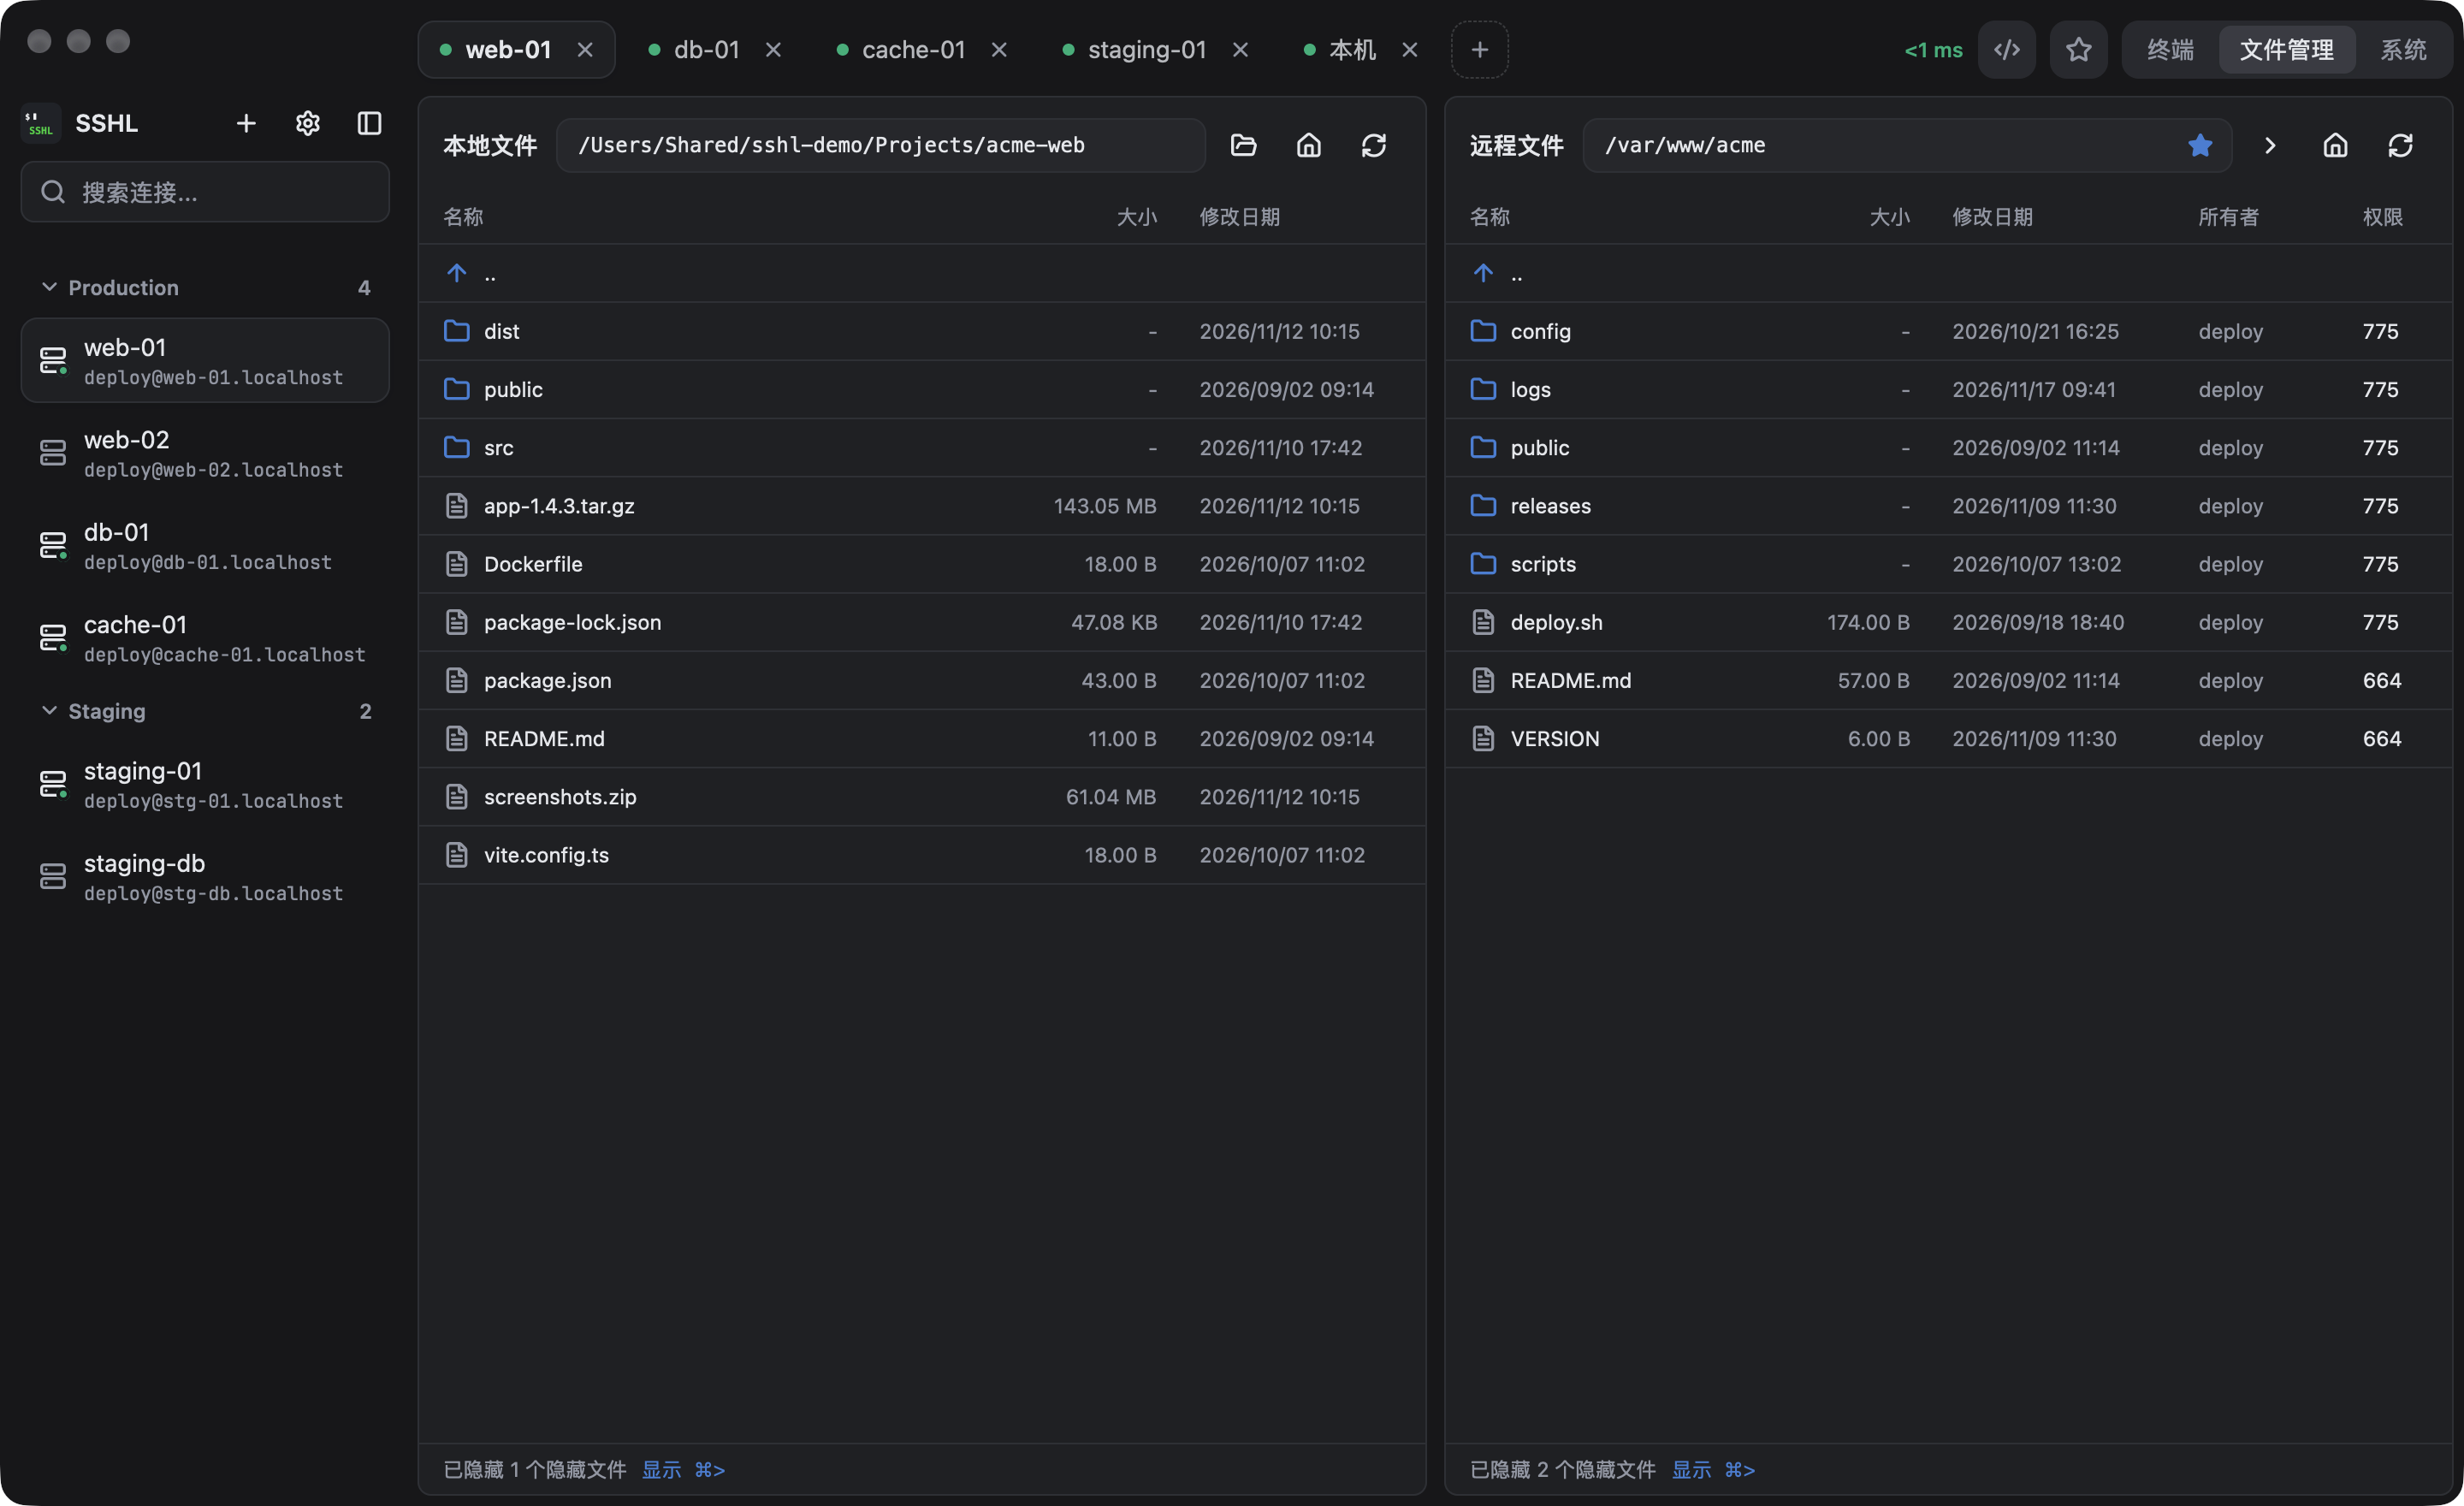 web-01
db-01
cache-01
staging-01
本机
<1 ms
终端
文件管理
系统
$
SSHL
SSHL
搜索连接...
Production 4
web-01
deploy@web-01.localhost
web-02
deploy@web-02.localhost
db-01
deploy@db-01.localhost
cache-01
deploy@cache-01.localhost
Staging 2
staging-01
deploy@stg-01.localhost
staging-db
deploy@stg-db.localhost
本地文件 /Users/Shared/sshl-demo/Projects/acme-web
名称 大小 修改日期
..
dist - 2026/11/12 10:15
public - 2026/09/02 09:14
src - 2026/11/10 17:42
app-1.4.3.tar.gz 143.05 MB 2026/11/12 10:15
Dockerfile 18.00 B 2026/10/07 11:02
package-lock.json 47.08 KB 2026/11/10 17:42
package.json 43.00 B 2026/10/07 11:02
README.md 11.00 B 2026/09/02 09:14
screenshots.zip 61.04 MB 2026/11/12 10:15
vite.config.ts 18.00 B 2026/10/07 11:02
已隐藏 1 个隐藏文件 显示 ⌘>
远程文件 /var/www/acme
名称 大小 修改日期 所有者 权限
..
config - 2026/10/21 16:25 deploy 775
logs - 2026/11/17 09:41 deploy 775
public - 2026/09/02 11:14 deploy 775
releases - 2026/11/09 11:30 deploy 775
scripts - 2026/10/07 13:02 deploy 775
deploy.sh 174.00 B 2026/09/18 18:40 deploy 775
README.md 57.00 B 2026/09/02 11:14 deploy 664
VERSION 6.00 B 2026/11/09 11:30 deploy 664
已隐藏 2 个隐藏文件 显示 ⌘>